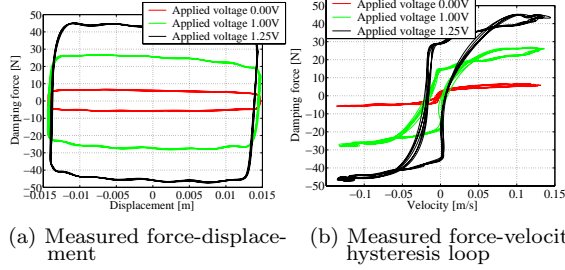 Applied voltage 0.00V
Applied voltage 1.00V
Applied voltage 1.25V
Damping force [N]
50
40
30
20
10
0
−10
−20
−30
−40
−50
−0.015 −0.01 −0.005 0 0.005 0.01 0.015
Displacement [m]
(a) Measured force-displace-
ment
Applied voltage 0.00V
Applied voltage 1.00V
Applied voltage 1.25V
Damping force [N]
50
40
30
20
10
0
−10
−20
−30
−40
−50
−0.1 −0.05 0 0.05 0.1 0.15
Velocity [m/s]
(b) Measured force-velocit
hysteresis loop